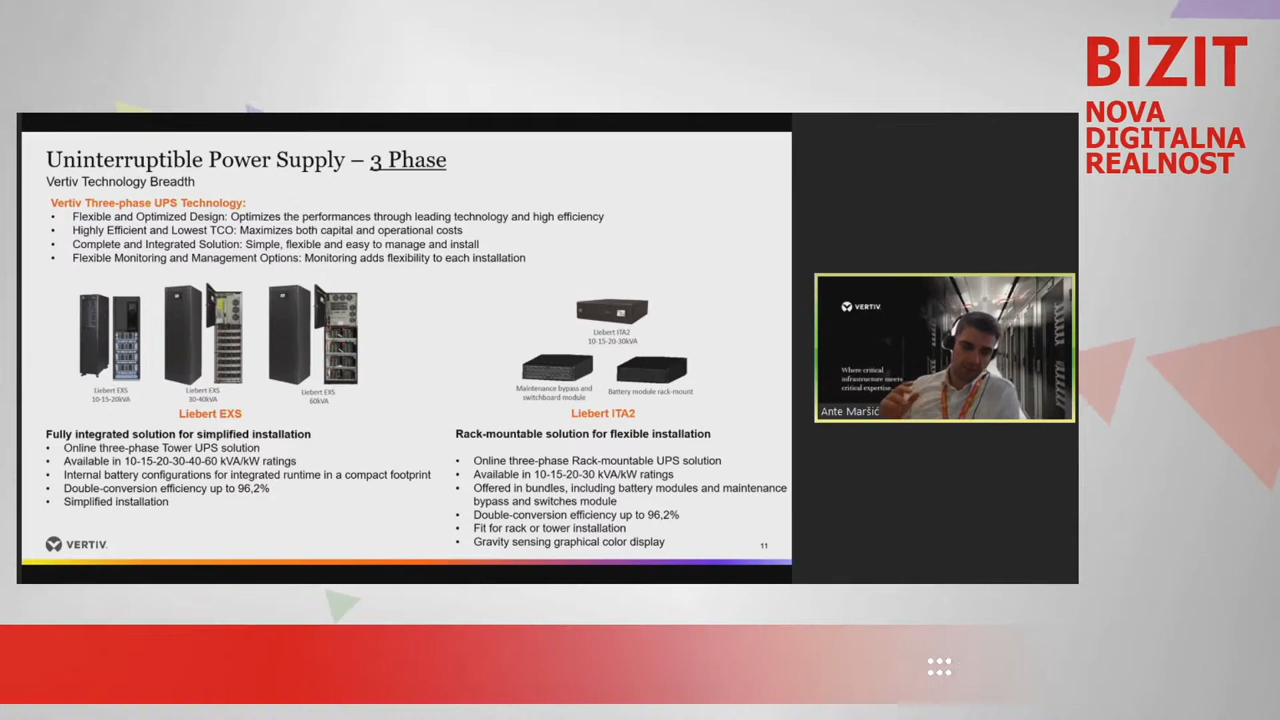 BIZIT
NOVA
DIGITALNA
REALNOST
Uninterruptible Power Supply – 3 Phase
Vertiv Technology Breadth
Vertiv Three-phase UPS Technology:
• Flexible and Optimized Design: Optimizes the performances through leading technology and high efficiency
• Highly Efficient and Lowest TCO: Maximizes both capital and operational costs
• Complete and Integrated Solution: Simple, flexible and easy to manage and install
• Flexible Monitoring and Management Options: Monitoring adds flexibility to each installation
Liebert EXS
10-15-20kVA
Liebert EXS
30-40kVA
Liebert EXS
60kVA
Liebert EXS
Fully integrated solution for simplified installation
• Online three-phase Tower UPS solution
• Available in 10-15-20-30-40-60 kVA/kW ratings
• Internal battery configurations for integrated runtime in a compact footprint
• Double-conversion efficiency up to 96,2%
• Simplified installation
Liebert ITA2
10-15-20-30kVA
Maintenance bypass and
switchboard module
Battery module rack-mount
Liebert ITA2
Rack-mountable solution for flexible installation
• Online three-phase Rack-mountable UPS solution
• Available in 10-15-20-30 kVA/kW ratings
• Offered in bundles, including battery modules and maintenance
bypass and switches module
• Double-conversion efficiency up to 96,2%
• Fit for rack or tower installation
• Gravity sensing graphical color display
VERTIV.
11
VERTIV.
Where critical
infrastructure meets
critical expertise.
Ante Maršić